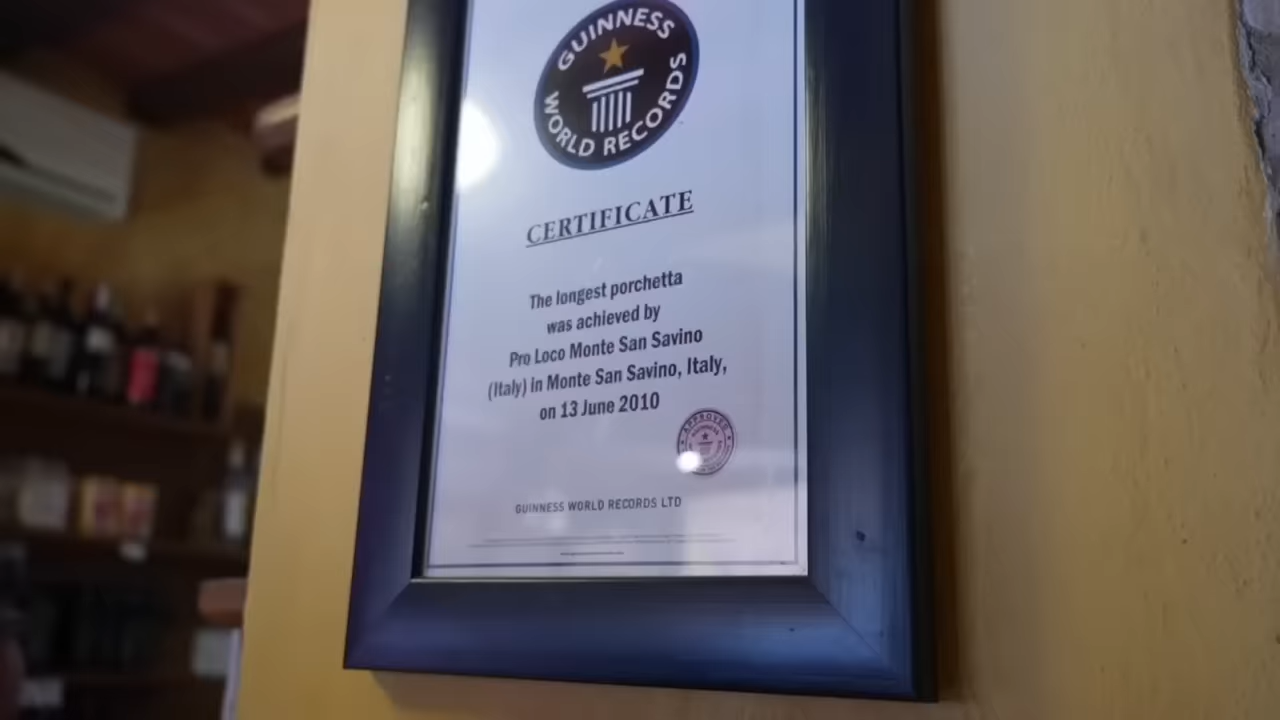 GUINNESS
WORLD RECORDS
CERTIFICATE
The longest porchetta
was achieved by
Pro Loco Monte San Savino
(Italy) in Monte San Savino, Italy,
on 13 June 2010
APPROVED
GUINNESS WORLD RECORDS LTD